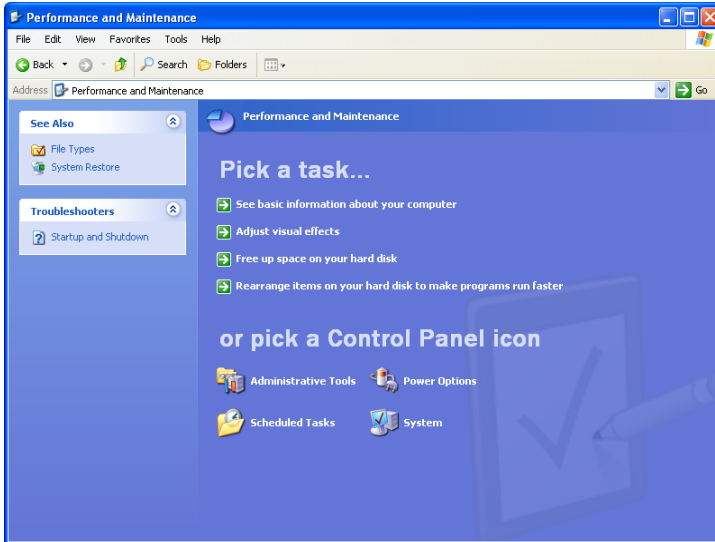 Performance and Maintenance
File Edit View Favorites Tools Help
Back Search Folders
Address Performance and Maintenance Go
See Also
File Types
System Restore
Troubleshooters
Startup and Shutdown
Performance and Maintenance
Pick a task...
See basic information about your computer
Adjust visual effects
Free up space on your hard disk
Rearrange items on your hard disk to make programs run faster
or pick a Control Panel icon
Administrative Tools Power Options
Scheduled Tasks System